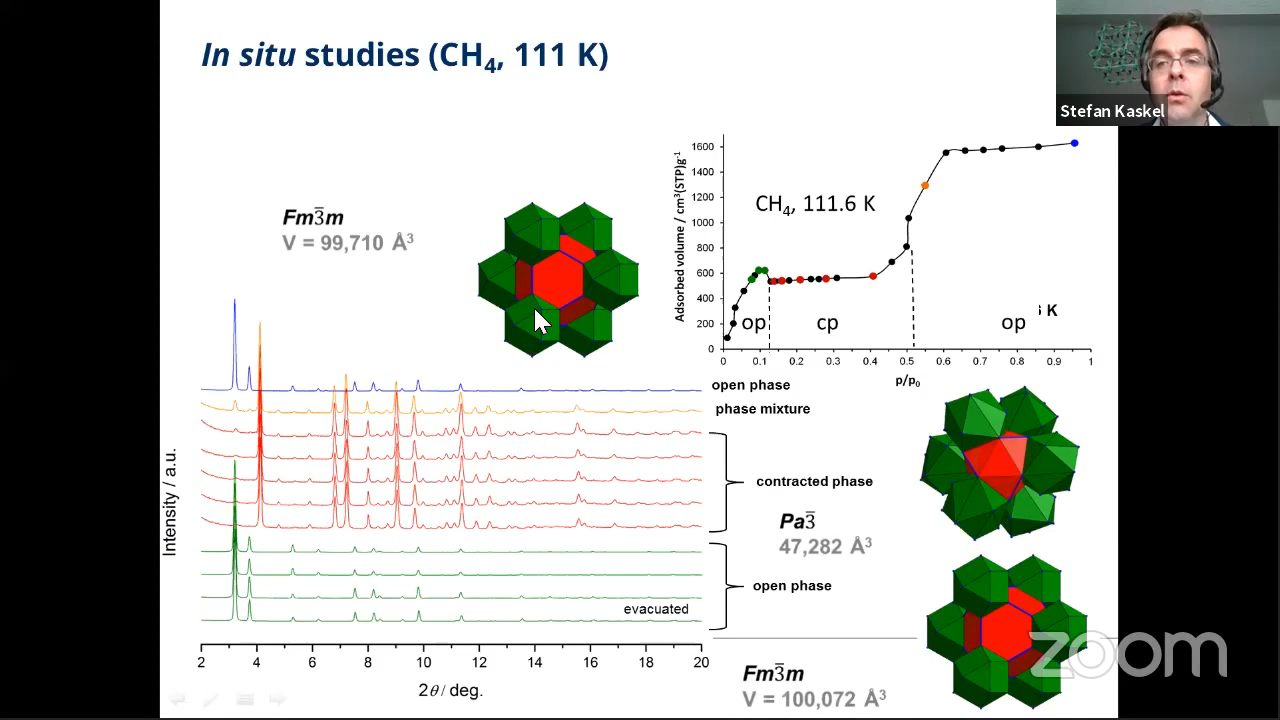 In situ studies (CH₄, 111 K)
Stefan Kaskel
Fm3̅m
V = 99,710 Å³
Adsorbed volume / cm³(STP)g⁻¹
1600
1400
1200
1000
800
600
400
200
0
CH₄, 111.6 K
op
cp
op
K
0 0.1 0.2 0.3 0.4 0.5 0.6 0.7 0.8 0.9 1
p/p₀
open phase
phase mixture
contracted phase
Pa3̅
47,282 Å³
open phase
evacuated
Intensity / a.u.
2 4 6 8 10 12 14 16 18 20
2θ / deg.
Fm3̅m
V = 100,072 Å³
zoom